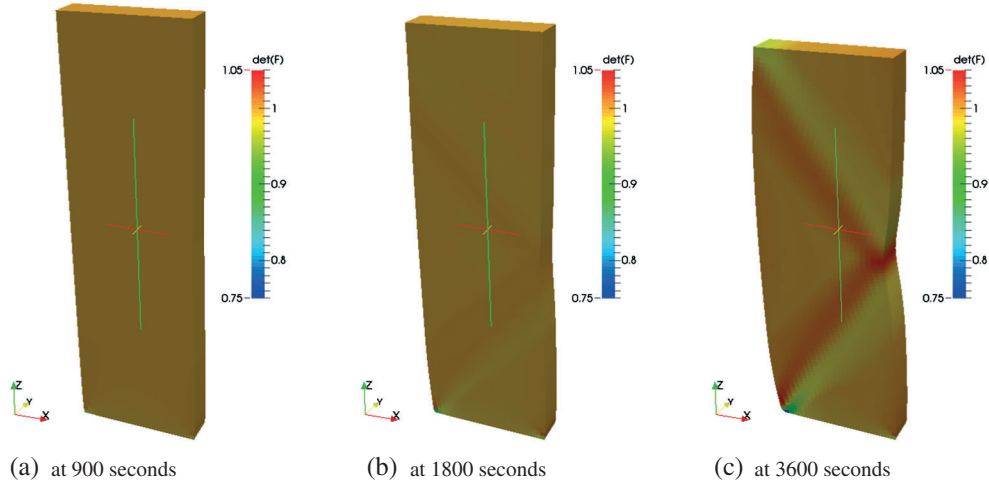 det(F)
1.05
1
0.9
0.8
0.75
Z
Y
X
(a) at 900 seconds
det(F)
1.05
1
0.9
0.8
0.75
Z
Y
X
(b) at 1800 seconds
det(F)
1.05
1
0.9
0.8
0.75
Z
Y
X
(c) at 3600 seconds